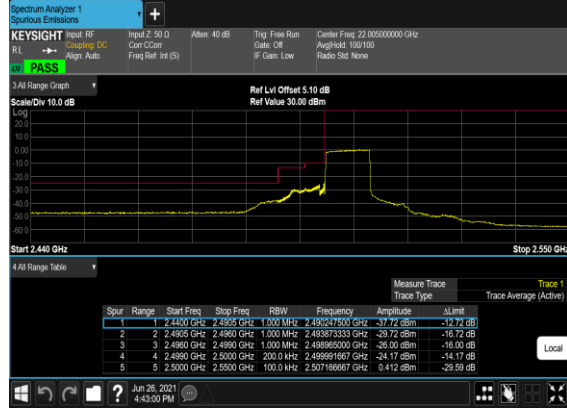 Spectrum Analyzer 1
Spurious Emissions
KEYSIGHT Input: RF Input Z: 50 Ω Atten: 40 dB Trig: Free Run Center Freq: 22.005000000 GHz
RL Coupling: DC Corr CCorr Gate: Off Avg|Hold: 100/100
Align: Auto Freq Ref: Int (S) IF Gain: Low Radio Std: None
PASS
3 All Range Graph
Ref Lvl Offset 5.10 dB
Scale/Div 10.0 dB Ref Value 30.00 dBm
Log
20.0
10.0
0.00
-10.0
-20.0
-30.0
-40.0
-50.0
-60.0
Start 2.440 GHz Stop 2.550 GHz
4 All Range Table
Measure Trace Trace 1
Trace Type Trace Average (Active)
Spur Range Start Freq Stop Freq RBW Frequency Amplitude ΔLimit
1 1 2.4400 GHz 2.4905 GHz 1.000 MHz 2.490247500 GHz -37.72 dBm -12.72 dB
2 2 2.4905 GHz 2.4960 GHz 1.000 MHz 2.493873333 GHz -29.72 dBm -16.72 dB
3 3 2.4960 GHz 2.4990 GHz 1.000 MHz 2.498965000 GHz -26.00 dBm -16.00 dB
4 4 2.4990 GHz 2.5000 GHz 200.0 kHz 2.499991667 GHz -24.17 dBm -14.17 dB
5 5 2.5000 GHz 2.5500 GHz 100.0 kHz 2.507166667 GHz 0.412 dBm -29.59 dB
Local
Jun 26, 2021
4:43:00 PM